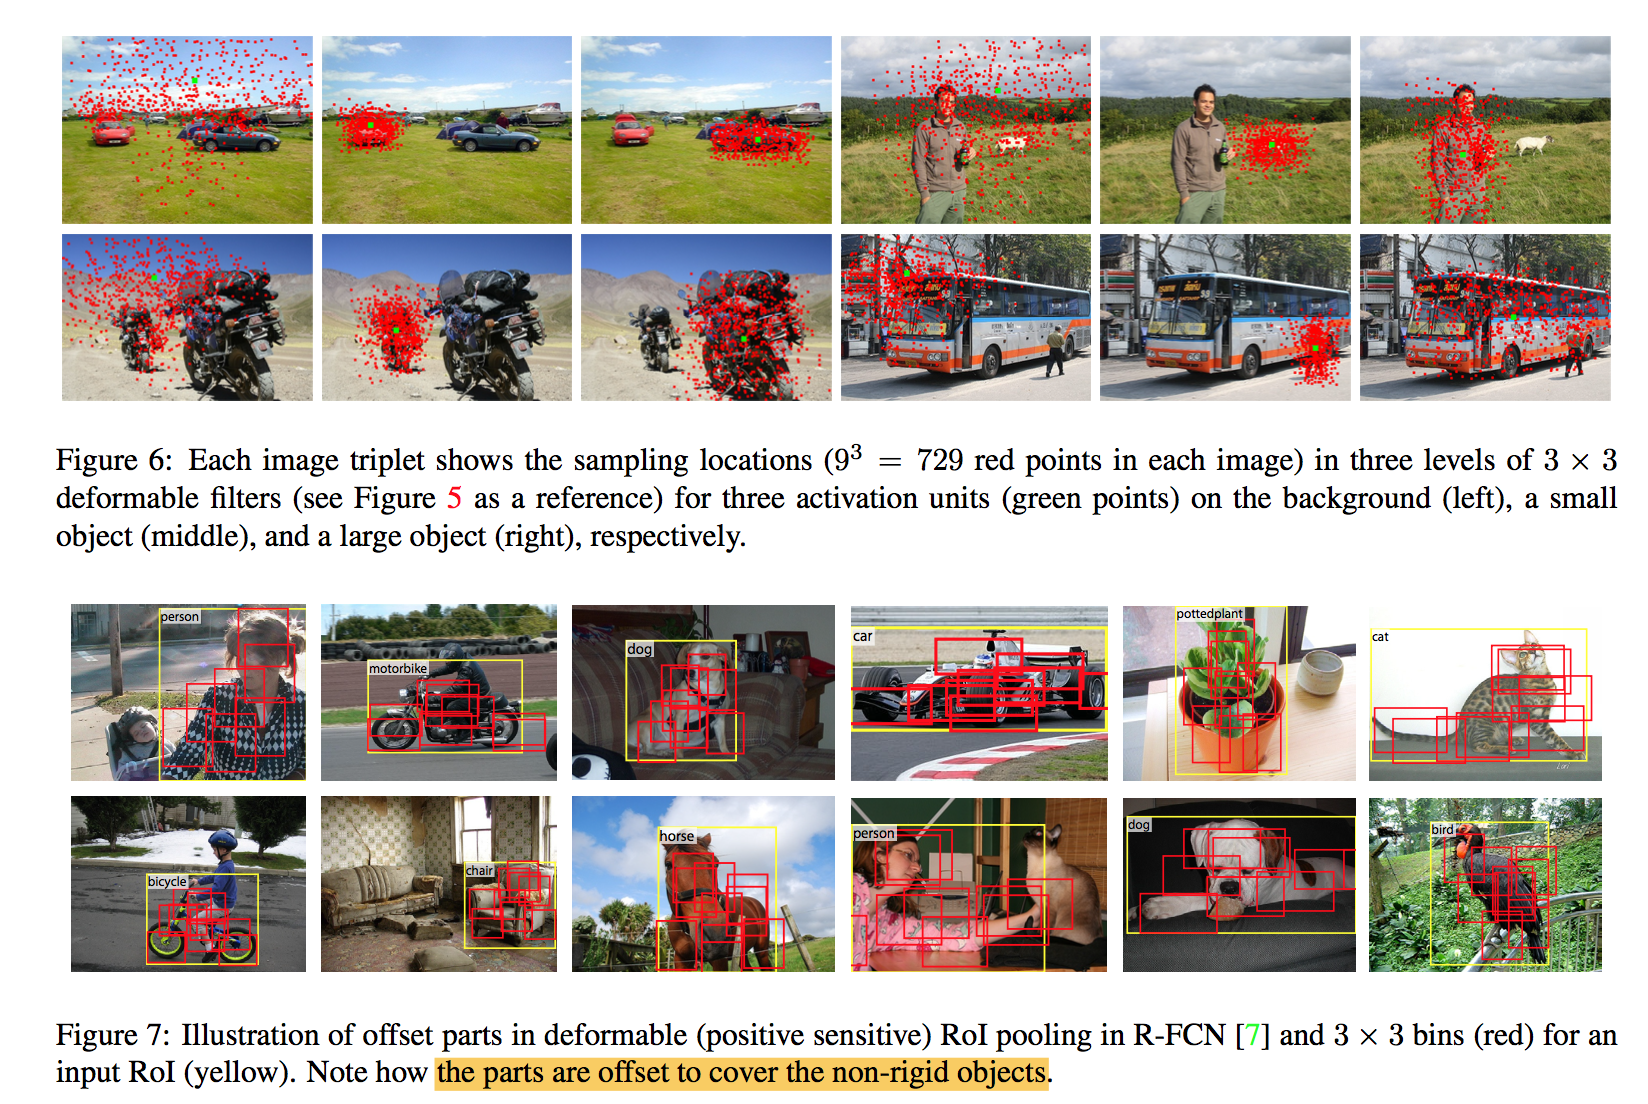 Figure 6: Each image triplet shows the sampling locations (9³ = 729 red points in each image) in three levels of 3 × 3
deformable filters (see Figure 5 as a reference) for three activation units (green points) on the background (left), a small
object (middle), and a large object (right), respectively.
person
motorbike
dog
car
pottedplant
cat
bicycle
chair
horse
person
dog
bird
Figure 7: Illustration of offset parts in deformable (positive sensitive) RoI pooling in R-FCN [7] and 3 × 3 bins (red) for an
input RoI (yellow). Note how the parts are offset to cover the non-rigid objects.